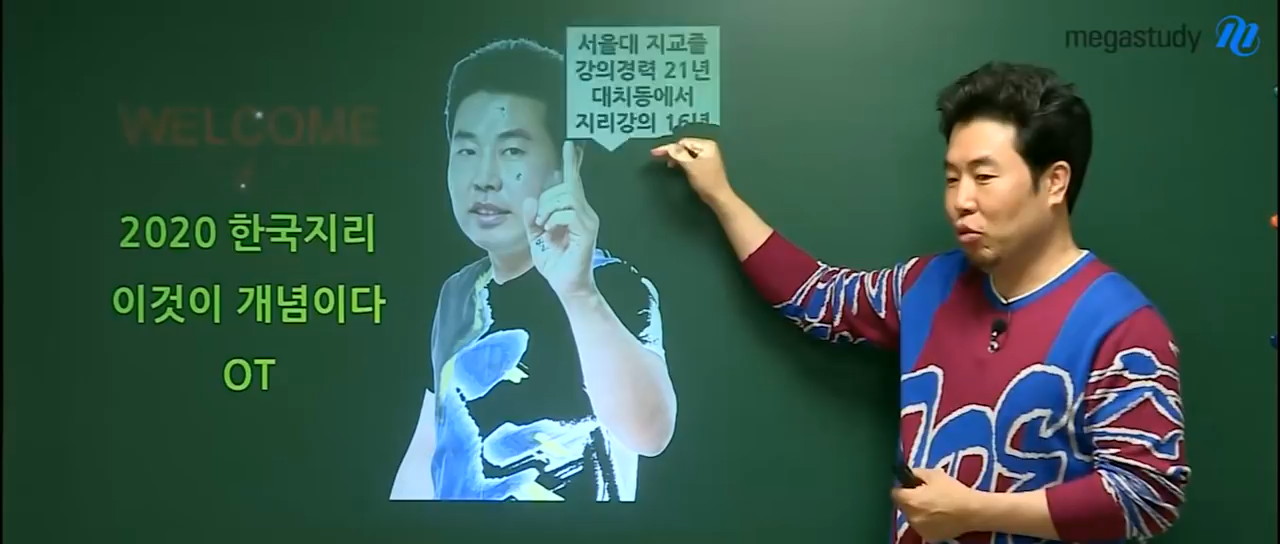 WELCOME
2020 한국지리
이것이 개념이다
OT
서울대 지교졸
강의경력 21년
대치동에서
지리강의 16년
megastudy